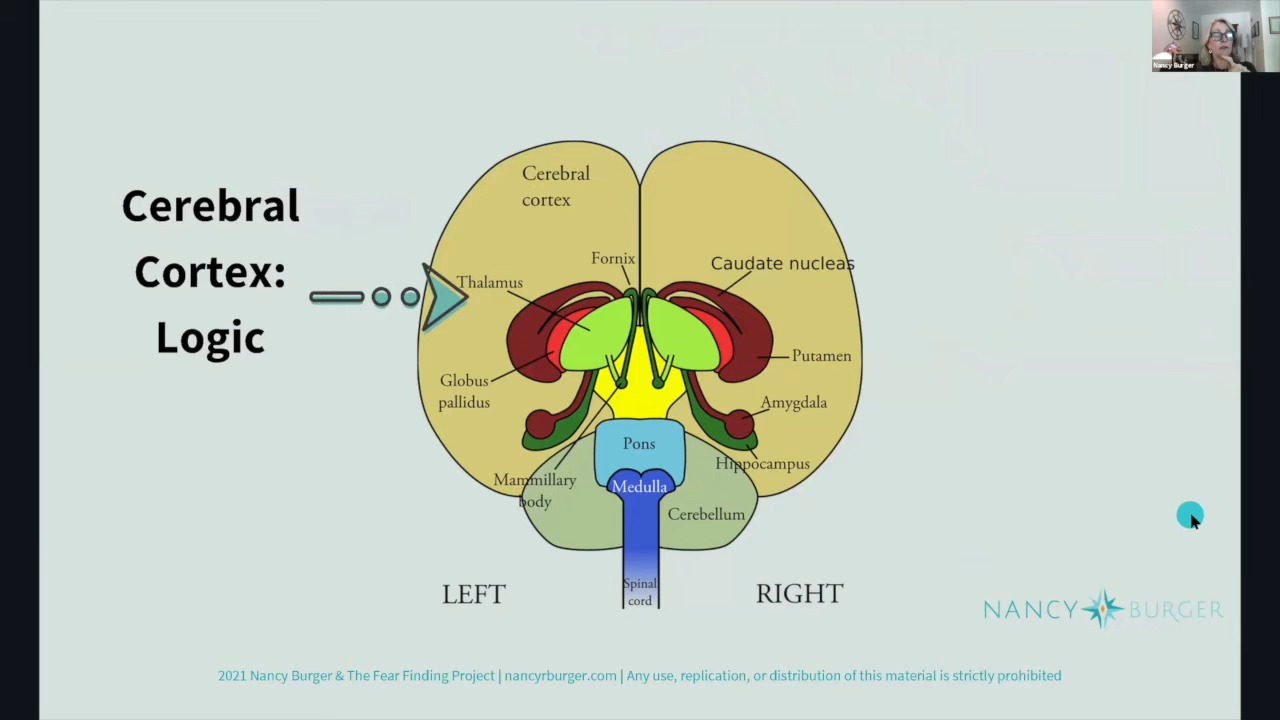 Nancy Burger
Cerebral
Cortex:
Logic
Cerebral
cortex
Fornix
Caudate nucleas
Thalamus
Putamen
Globus
pallidus
Amygdala
Pons
Hippocampus
Mammillary
body
Medulla
Cerebellum
Spinal
cord
LEFT
RIGHT
NANCY BURGER
2021 Nancy Burger & The Fear Finding Project | nancyrburger.com | Any use, replication, or distribution of this material is strictly prohibited